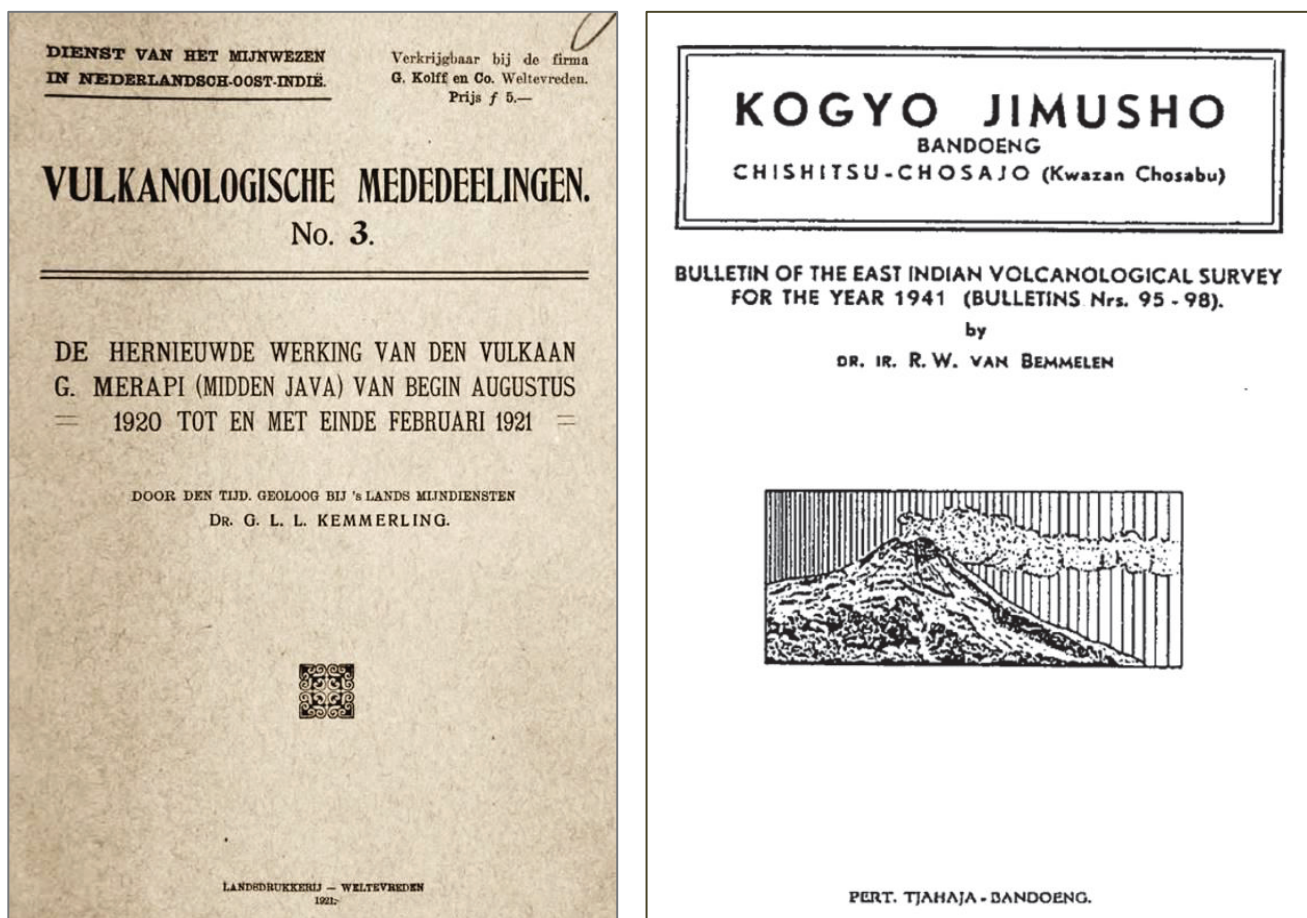 DIENST VAN HET MIJNWEZEN
IN NEDERLANDSCH-OOST-INDIË.
Verkrijgbaar bij de firma
G. Kolff en Co. Weltevreden.
Prijs ƒ 5.—
VULKANOLOGISCHE MEDEDEELINGEN.
No. 3.
DE HERNIEUWDE WERKING VAN DEN VULKAAN
G. MERAPI (MIDDEN JAVA) VAN BEGIN AUGUSTUS
1920 TOT EN MET EINDE FEBRUARI 1921
DOOR DEN TIJD. GEOLOOG BIJ 's LANDS MIJNDIENSTEN
DR. G. L. L. KEMMERLING.
LANDSDRUKKERIJ — WELTEVREDEN
1921.
KOGYO JIMUSHO
BANDOENG
CHISHITSU-CHOSAJO (Kwazan Chosabu)
BULLETIN OF THE EAST INDIAN VOLCANOLOGICAL SURVEY
FOR THE YEAR 1941 (BULLETINS Nrs. 95 - 98).
by
DR. IR. R. W. VAN BEMMELEN
PERT. TJAHAJA - BANDOENG.